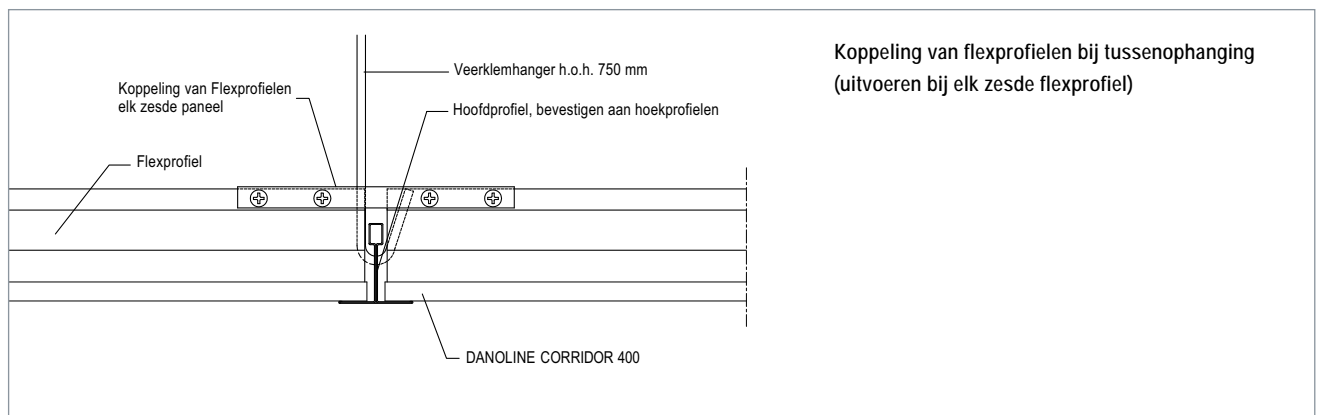 Koppeling van flexprofielen bij tussenophanging
(uitvoeren bij elk zesde flexprofiel)
Veerklemhanger h.o.h. 750 mm
Koppeling van Flexprofielen
elk zesde paneel
Hoofdprofiel, bevestigen aan hoekprofielen
Flexprofiel
DANOLINE CORRIDOR 400